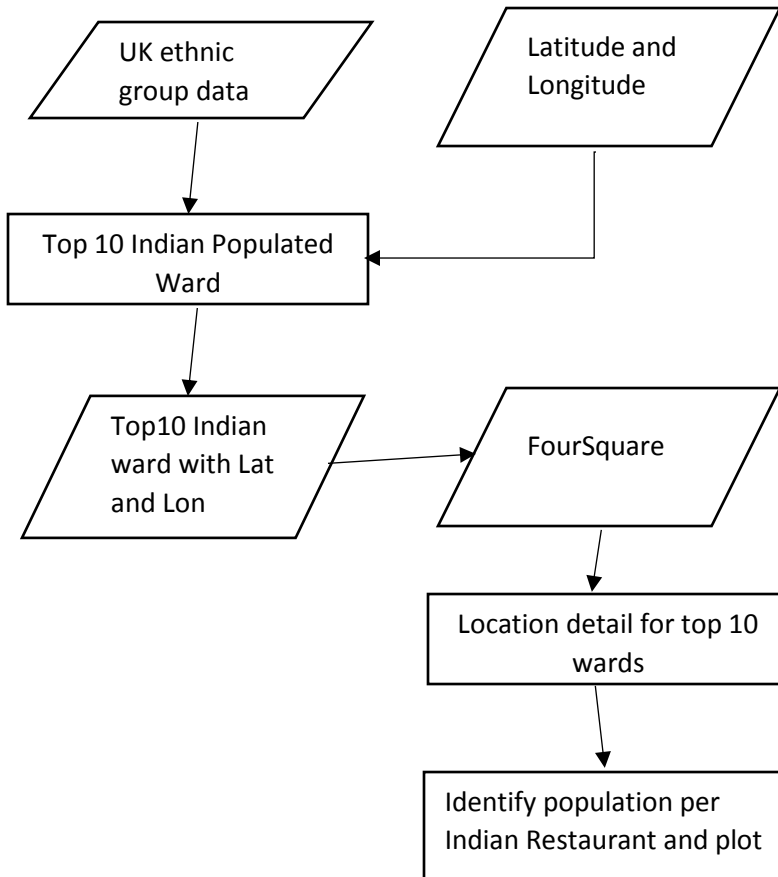 UK ethnic
group data
Latitude and
Longitude
Top 10 Indian Populated
Ward
Top10 Indian
ward with Lat
and Lon
FourSquare
Location detail for top 10
wards
Identify population per
Indian Restaurant and plot